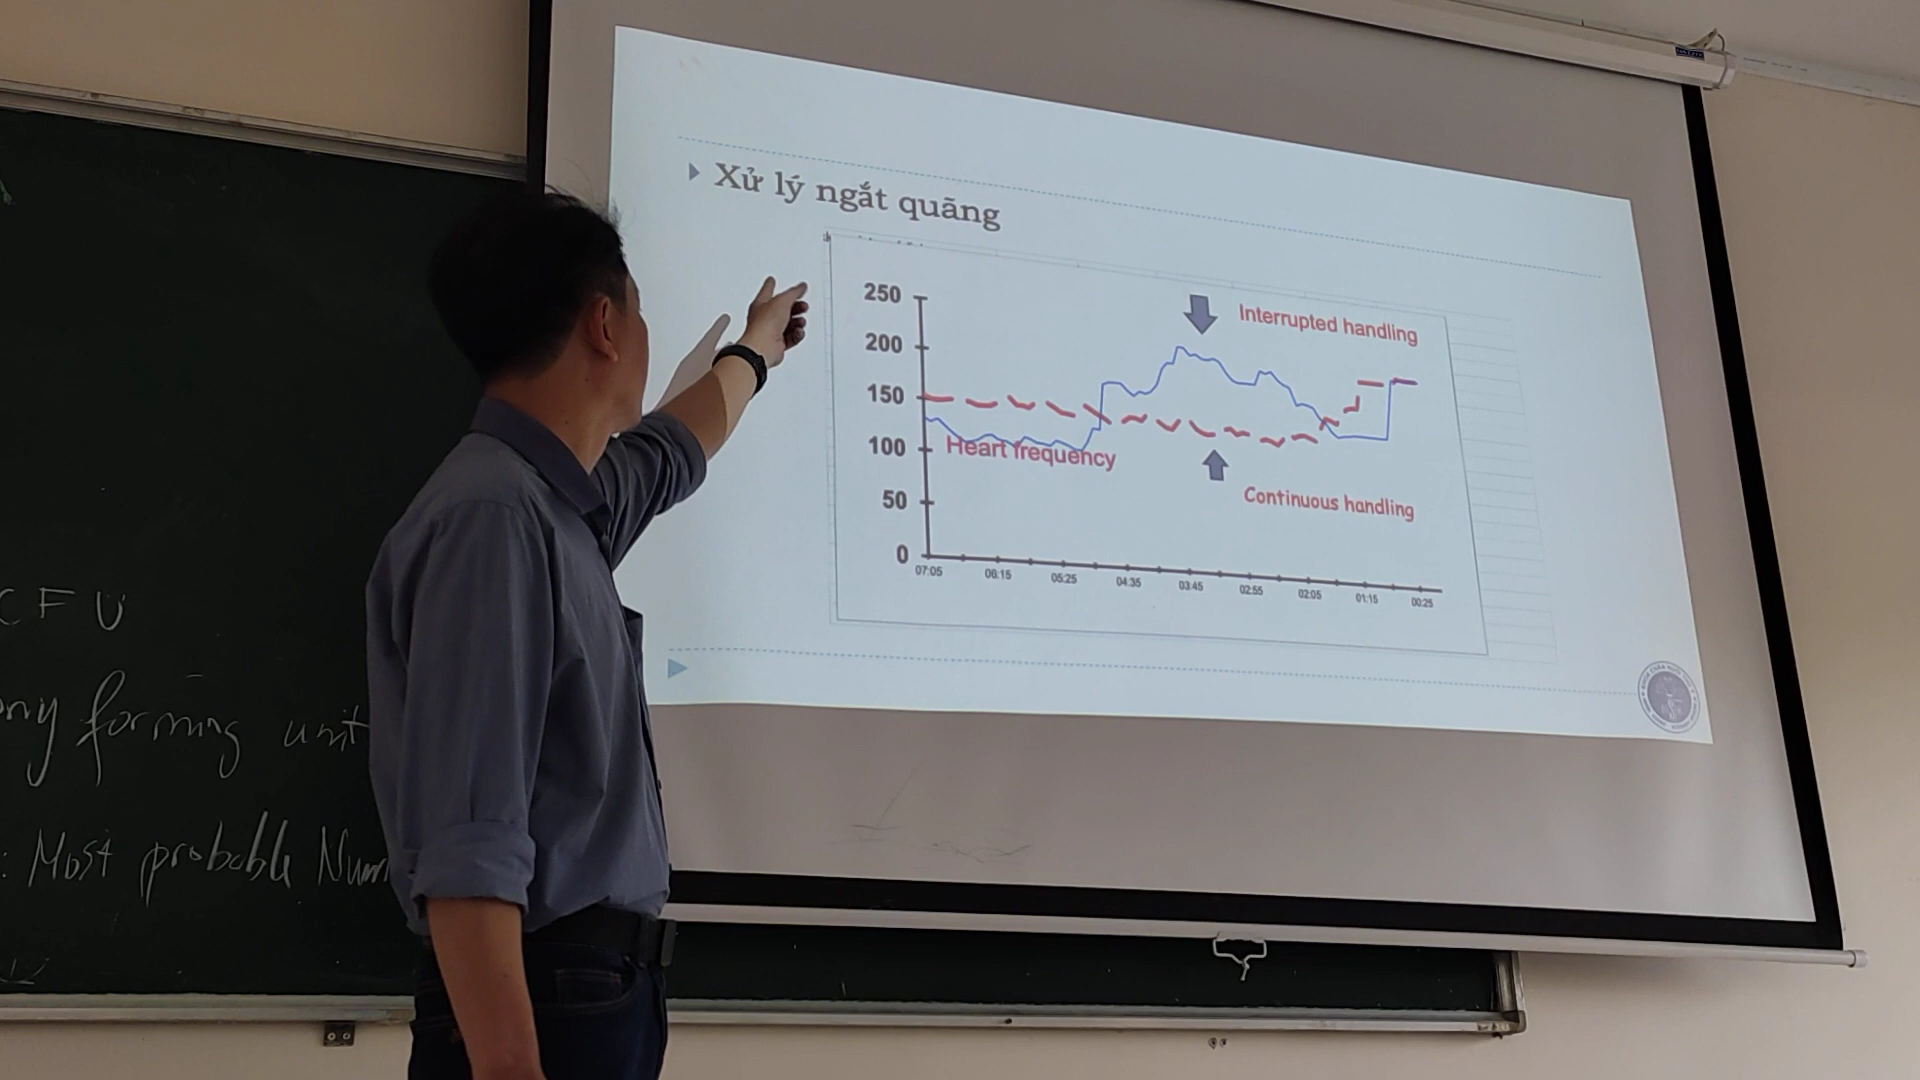 Xử lý ngắt quãng
250
200
150
100
50
0
Interrupted handling
Heart frequency
Continuous handling
07:05 06:15 05:25 04:35 03:45 02:55 02:05 01:15 00:25
CFU
forming unit
: Most probable